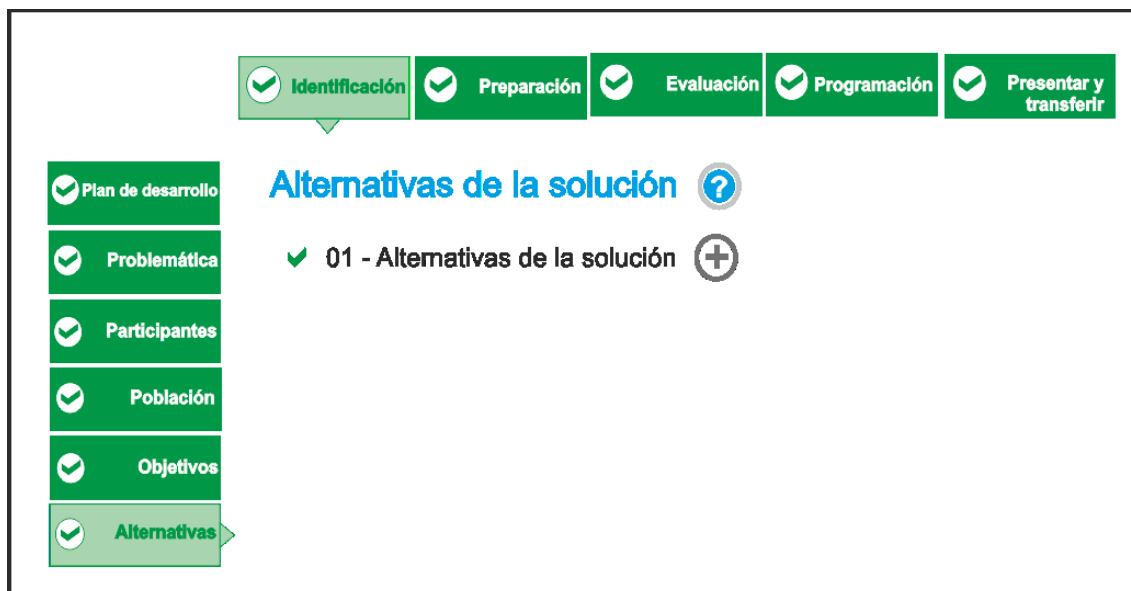 Identificación
Preparación
Evaluación
Programación
Presentar y
transferir
Plan de desarrollo
Problemática
Participantes
Población
Objetivos
Alternativas
Alternativas de la solución ?
01 - Alternativas de la solución